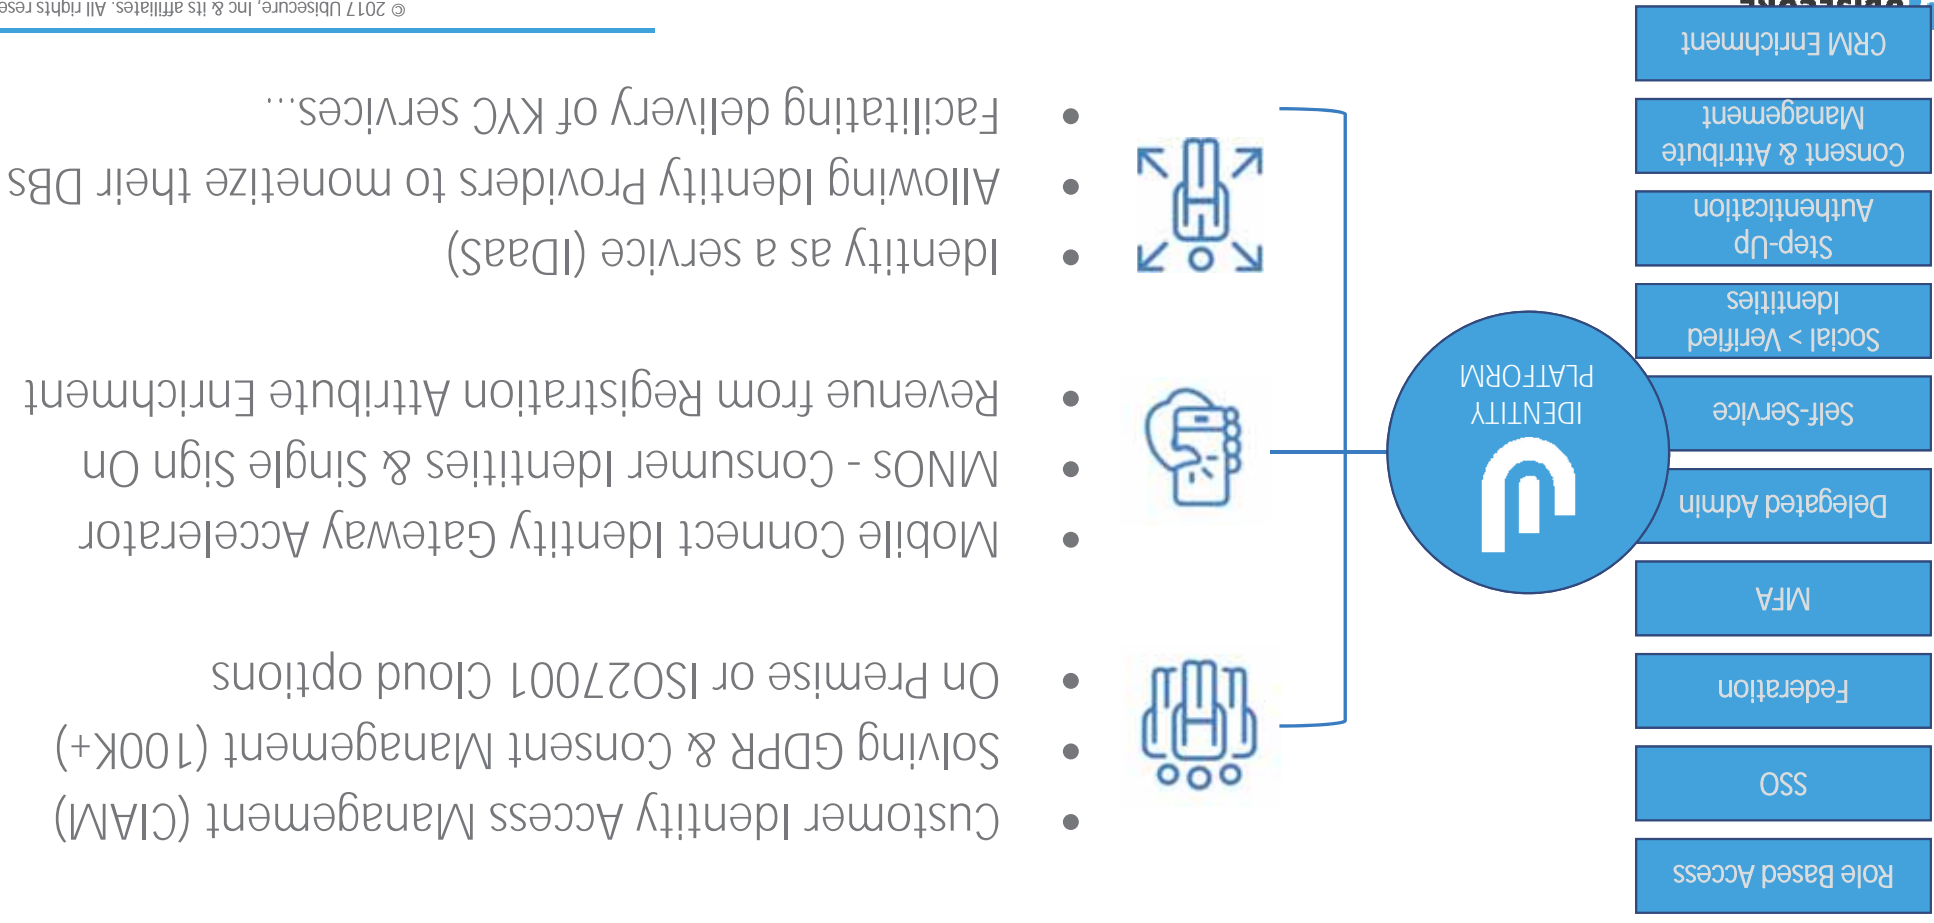 Role Based Access
SSO
Federation
MFA
Delegated Admin
Self-Service
Social > Verified
Identities
Step-Up
Authentication
Consent & Attribute
Management
CRM Enrichment
IDENTITY
PLATFORM
• Customer Identity Access Management (CIAM)
• Solving GDPR & Consent Management (100K+)
• On Premise or ISO27001 Cloud options
• Mobile Connect Identity Gateway Accelerator
• MNOs - Consumer Identities & Single Sign On
• Revenue from Registration Attribute Enrichment
• Identity as a service (IDaaS)
• Allowing Identity Providers to monetize their DBs
• Facilitating delivery of KYC services...
UBISECURE
© 2017 Ubisecure, Inc & its affiliates. All rights